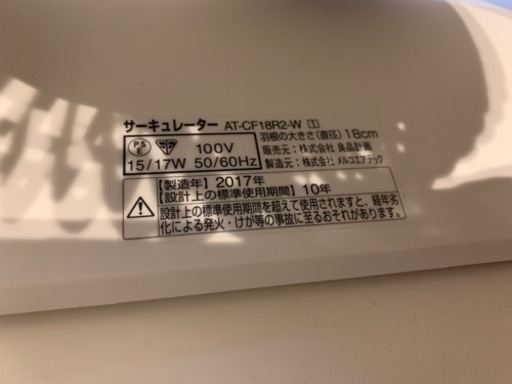 サーキュレーター AT-CF18R2-W 1
PSE 100V 羽根の大きさ(直径)18cm
15/17W 50/60Hz 販売元:株式会社 良品計画
製造元:株式会社 メルコエアテック
【製造年】2017年
【設計上の標準使用期間】10年
設計上の標準使用期間を超えて使用されますと、経年劣
化による発火・けが等の事故に至るおそれがあります。